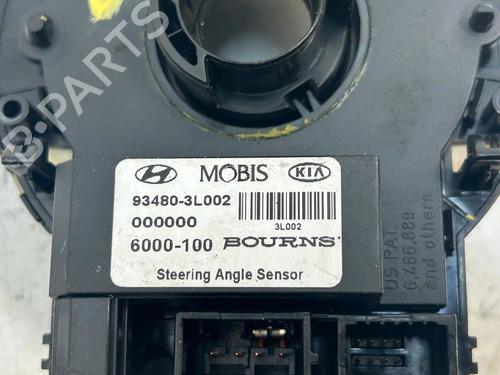 B-PARTS
MOBIS KIA
93480-3L002
000000
3L002
6000-100 BOURNS
Steering Angle Sensor
US PAT.
6,466,889
and others